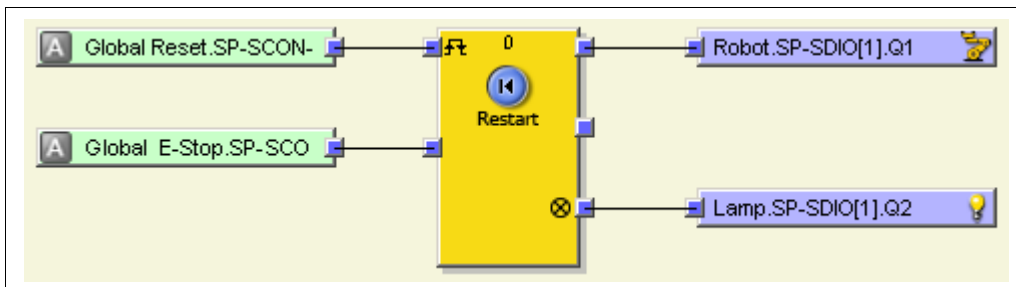 A Global Reset.SP-SCON-
0
Robot.SP-SDIO[1].Q1
Restart
A Global E-Stop.SP-SCO
Lamp.SP-SDIO[1].Q2